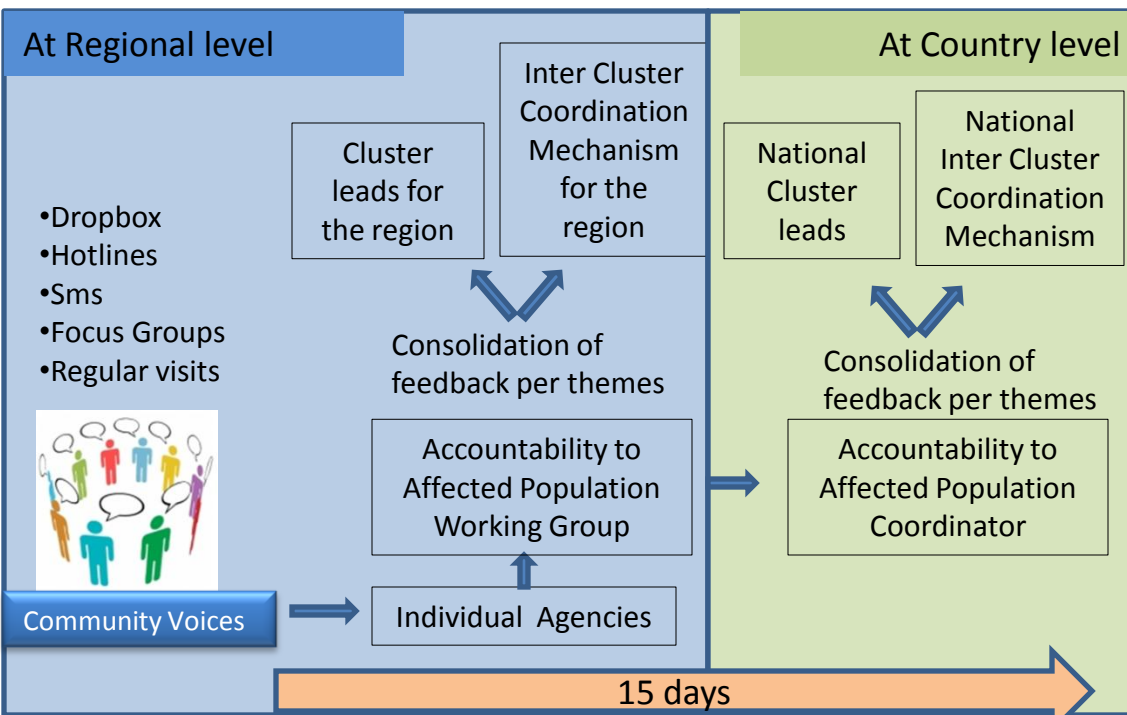 At Regional level
At Country level
Inter Cluster
Coordination
Mechanism
for the
region
Cluster
leads for
the region
National
Cluster
leads
National
Inter Cluster
Coordination
Mechanism
•Dropbox
•Hotlines
•Sms
•Focus Groups
•Regular visits
Consolidation of
feedback per themes
Consolidation of
feedback per themes
Accountability to
Affected Population
Working Group
Accountability to
Affected Population
Coordinator
Community Voices
Individual Agencies
15 days